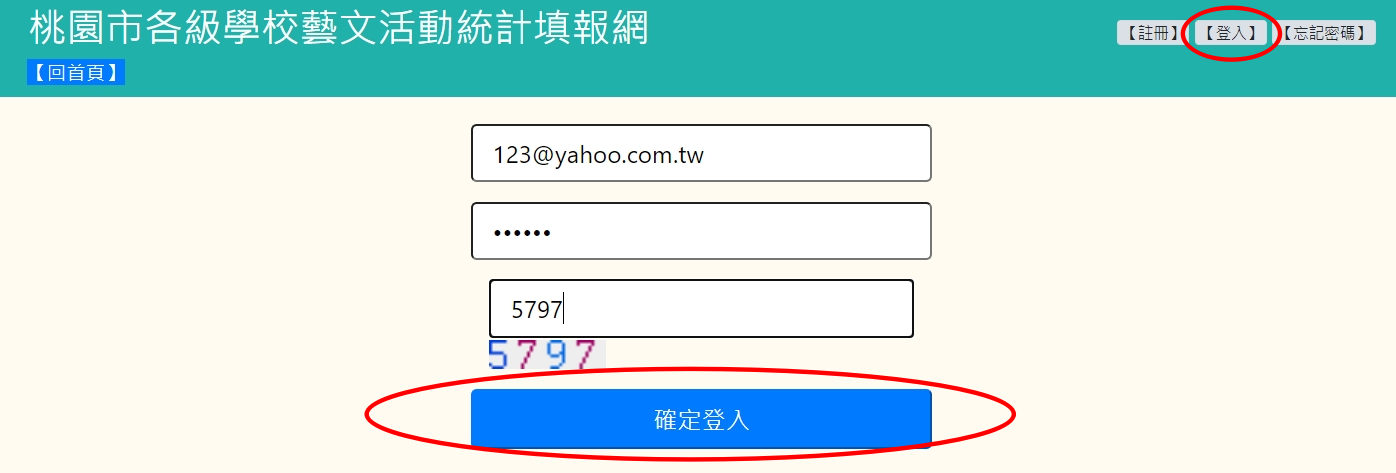 桃園市各級學校藝文活動統計填報網
【註冊】 【登入】 【忘記密碼】
【回首頁】
123@yahoo.com.tw
••••••
5797
5797
確定登入